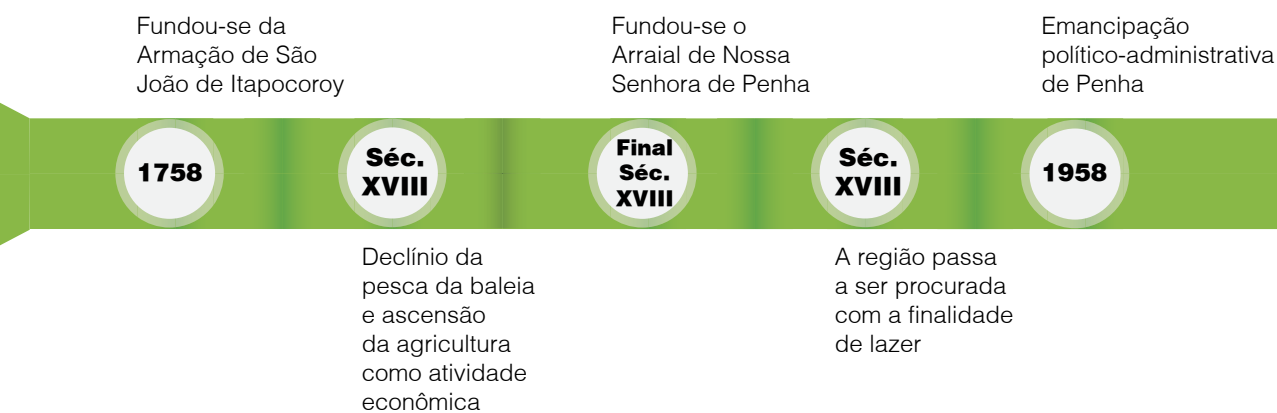 Fundou-se da
Armação de São
João de Itapocoroy
1758
Séc.
XVIII
Declínio da
pesca da baleia
e ascensão
da agricultura
como atividade
econômica
Fundou-se o
Arraial de Nossa
Senhora de Penha
Final
Séc.
XVIII
Séc.
XVIII
A região passa
a ser procurada
com a finalidade
de lazer
Emancipação
político-administrativa
de Penha
1958